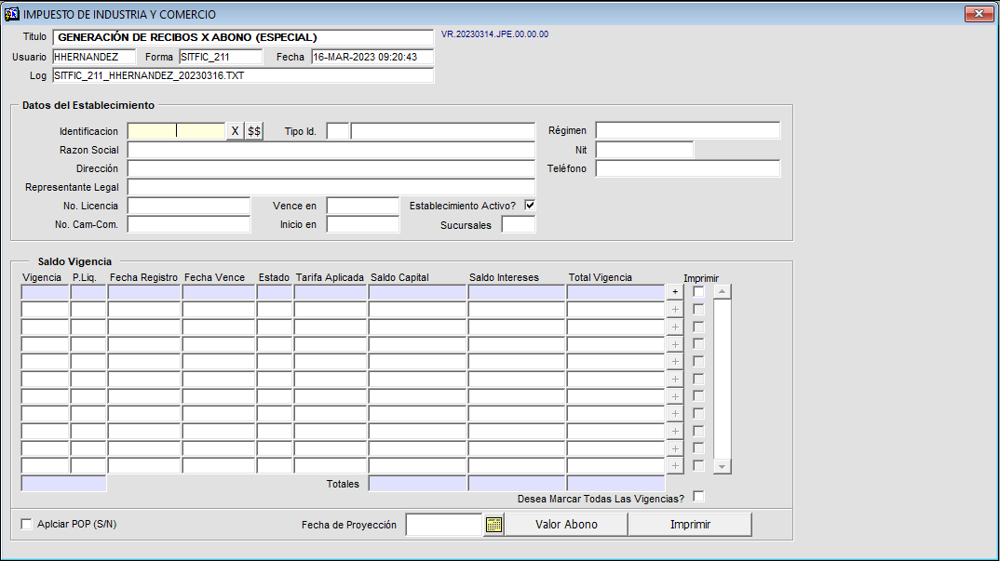 IMPUESTO DE INDUSTRIA Y COMERCIO
Titulo GENERACIÓN DE RECIBOS X ABONO (ESPECIAL) VR.20230314.JPE.00.00.00
Usuario HHERNANDEZ Forma SITFIC_211 Fecha 16-MAR-2023 09:20:43
Log SITFIC_211_HHERNANDEZ_20230316.TXT
Datos del Establecimiento
Identificacion X $$ Tipo Id. Régimen
Razon Social Nit
Dirección Teléfono
Representante Legal
No. Licencia Vence en Establecimiento Activo?
No. Cam-Com. Inicio en Sucursales
Saldo Vigencia
Vigencia P.Liq. Fecha Registro Fecha Vence Estado Tarifa Aplicada Saldo Capital Saldo Intereses Total Vigencia Imprimir
+
+
+
+
+
+
+
+
+
+
+
Totales
Desea Marcar Todas Las Vigencias?
Aplciar POP (S/N) Fecha de Proyección Valor Abono Imprimir